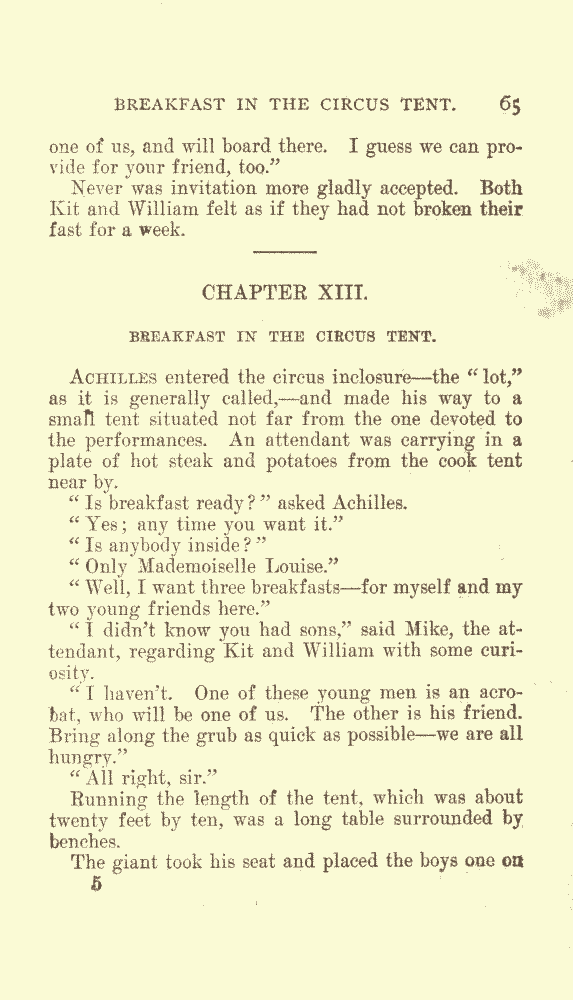 BREAKFAST IN THE CIRCUS TENT. 65
one of us, and will board there. I guess we can pro-
vide for your friend, too.”
Never was invitation more gladly accepted. Both
Kit and William felt as if they had not broken their
fast for a week.
CHAPTER XIII.
BREAKFAST IN THE CIRCUS TENT.
ACHILLES entered the circus inclosure—the “lot,”
as it is generally called,—and made his way to a
small tent situated not far from the one devoted to
the performances. An attendant was carrying in a
plate of hot steak and potatoes from the cook tent
near by.
“Is breakfast ready?” asked Achilles.
“Yes; any time you want it.”
“Is anybody inside?”
“Only Mademoiselle Louise.”
“Well, I want three breakfasts—for myself and my
two young friends here.”
“I didn’t know you had sons,” said Mike, the at-
tendant, regarding Kit and William with some curi-
osity.
“I haven’t. One of these young men is an acro-
bat, who will be one of us. The other is his friend.
Bring along the grub as quick as possible—we are all
hungry.”
“All right, sir.”
Running the length of the tent, which was about
twenty feet by ten, was a long table surrounded by
benches.
The giant took his seat and placed the boys one on
5